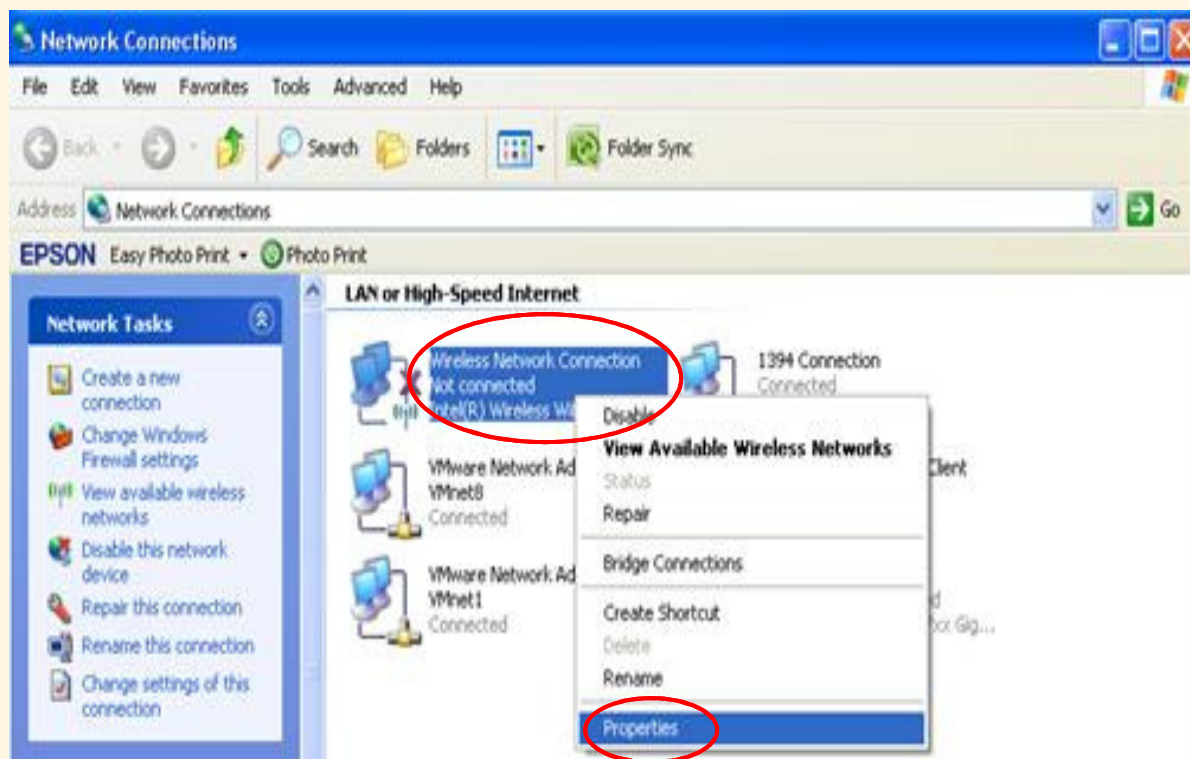 Network Connections
File Edit View Favorites Tools Advanced Help
Back Search Folders Folder Sync
Address Network Connections Go
EPSON Easy Photo Print Photo Print
Network Tasks
Create a new
connection
Change Windows
Firewall settings
View available wireless
networks
Disable this network
device
Repair this connection
Rename this connection
Change settings of this
connection
LAN or High-Speed Internet
Wireless Network Connection
Not connected
Intel(R) Wireless
1394 Connection
Connected
VMware Network Ad
VMnet8
Connected
Client
VMware Network Ad
VMnet1
Connected
Gig...
Disable
View Available Wireless Networks
Status
Repair
Bridge Connections
Create Shortcut
Delete
Rename
Properties